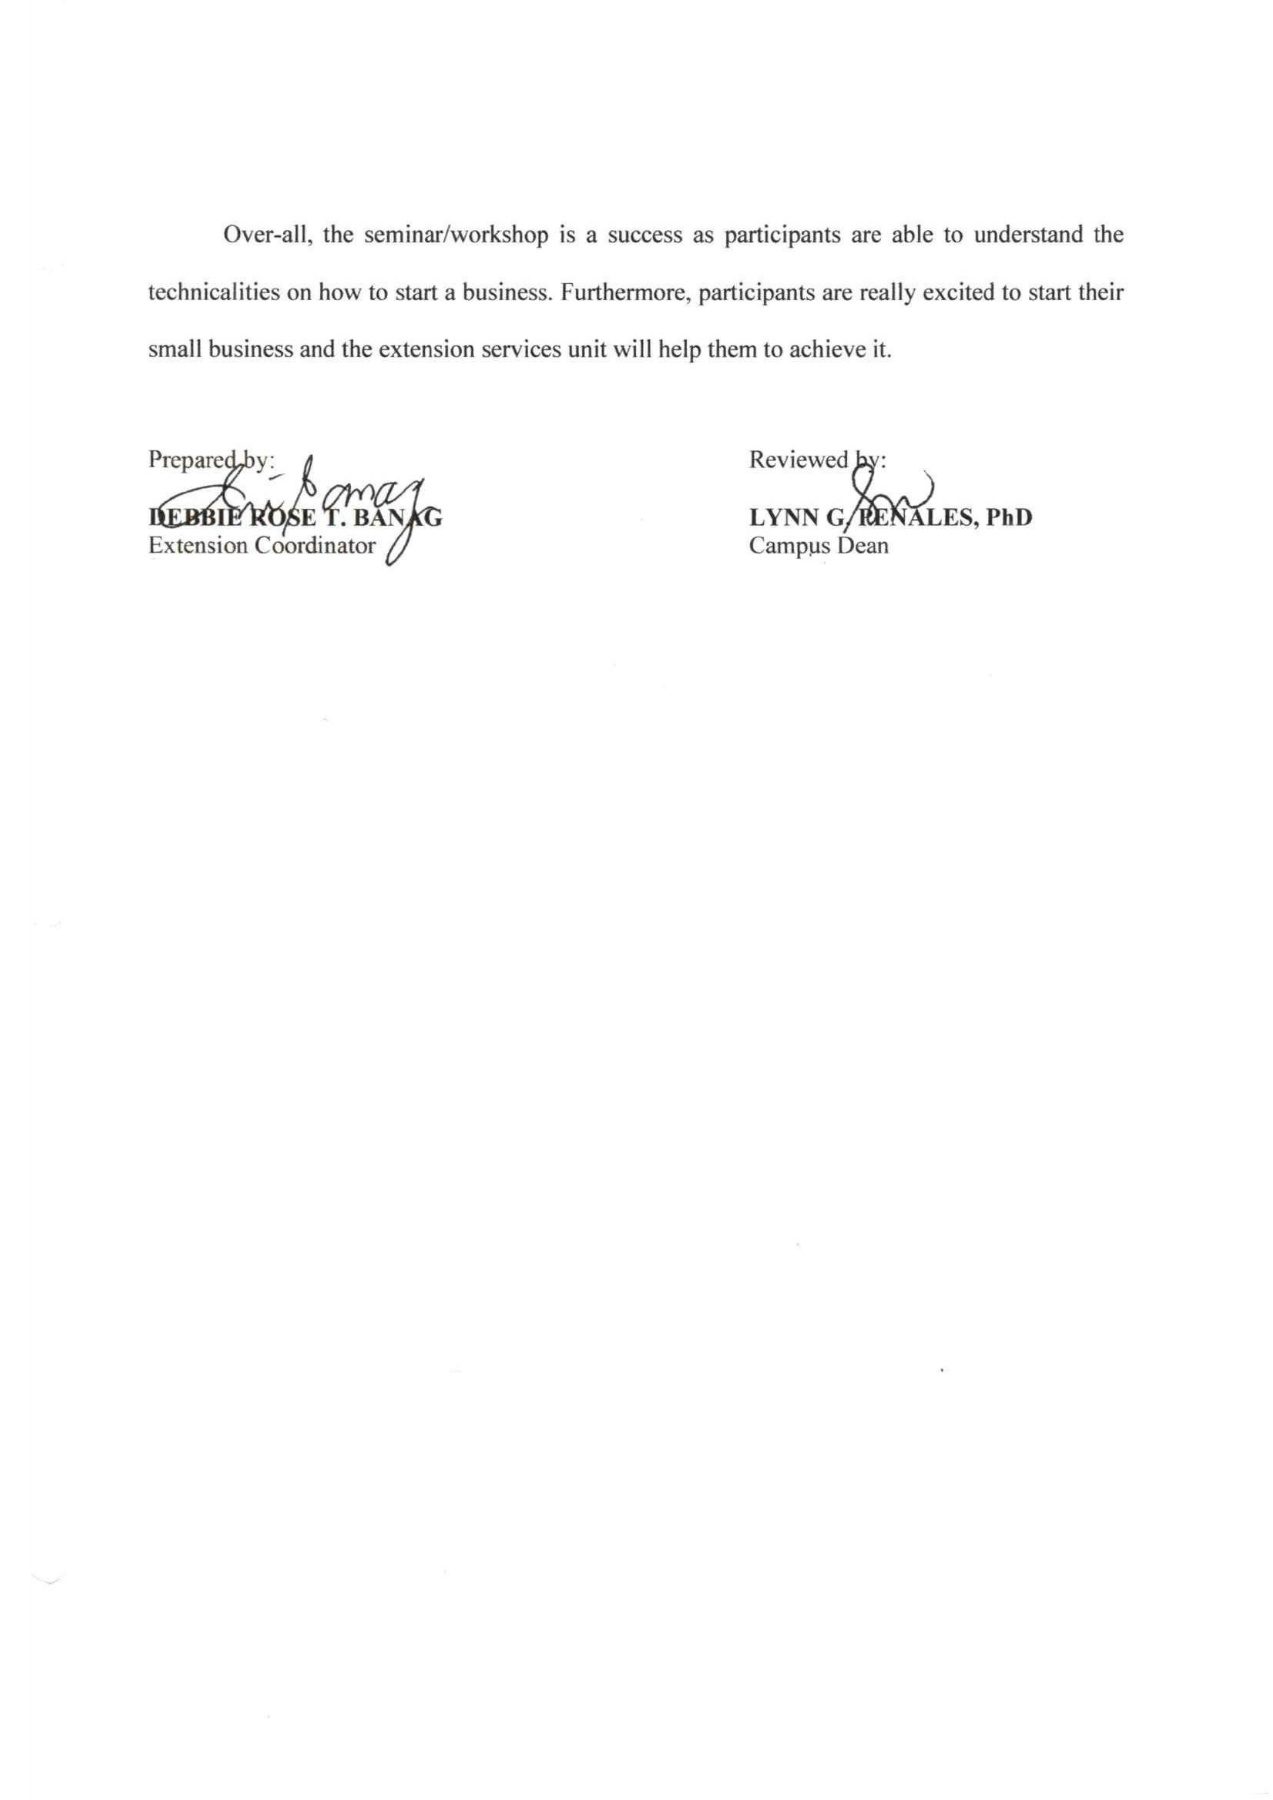 Over-all, the seminar/workshop is a success as participants are able to understand the
technicalities on how to start a business. Furthermore, participants are really excited to start their
small business and the extension services unit will help them to achieve it.
Prepared by:
DEBBIE ROSE T. BANAG
Extension Coordinator
Reviewed by:
LYNN G. PENALES, PhD
Campus Dean